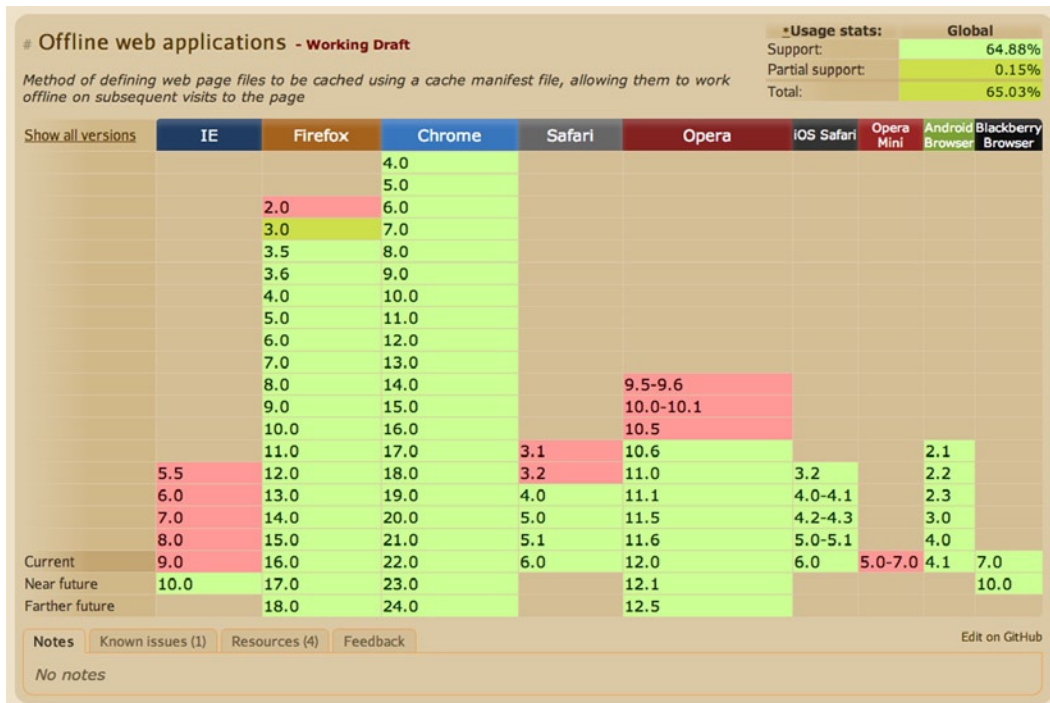 # Offline web applications - Working Draft
*Usage stats: Global
Support: 64.88%
Partial support: 0.15%
Total: 65.03%
Method of defining web page files to be cached using a cache manifest file, allowing them to work
offline on subsequent visits to the page
Show all versions IE Firefox Chrome Safari Opera iOS Safari Opera Mini Android Browser Blackberry Browser
4.0
5.0
2.0 6.0
3.0 7.0
3.5 8.0
3.6 9.0
4.0 10.0
5.0 11.0
6.0 12.0
7.0 13.0
8.0 14.0 9.5-9.6
9.0 15.0 10.0-10.1
10.0 16.0 10.5
11.0 17.0 3.1 10.6 2.1
5.5 12.0 18.0 3.2 11.0 3.2 2.2
6.0 13.0 19.0 4.0 11.1 4.0-4.1 2.3
7.0 14.0 20.0 5.0 11.5 4.2-4.3 3.0
8.0 15.0 21.0 5.1 11.6 5.0-5.1 4.0
Current 9.0 16.0 22.0 6.0 12.0 6.0 5.0-7.0 4.1 7.0
Near future 10.0 17.0 23.0 12.1 10.0
Farther future 18.0 24.0 12.5
Notes Known issues (1) Resources (4) Feedback Edit on GitHub
No notes